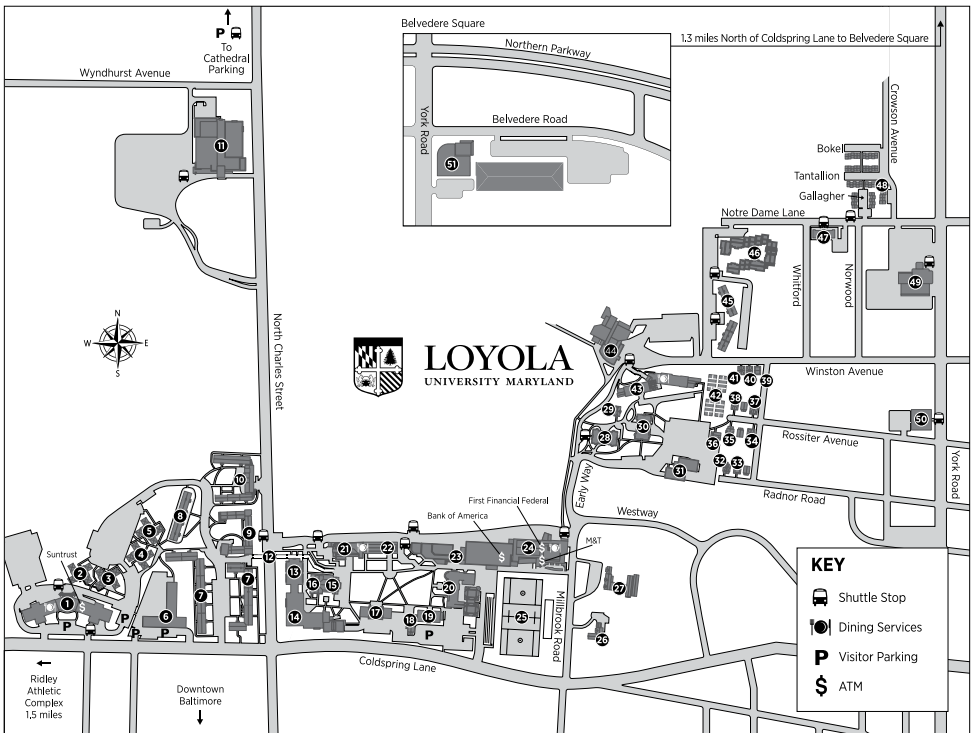 Belvedere Square
1.3 miles North of Coldspring Lane to Belvedere Square
P
To
Cathedral
Parking
Wyndhurst Avenue
Northern Parkway
York Road
Belvedere Road
51
11
Crowson Avenue
Boke
Tantallion
Gallagher
48
Notre Dame Lane
47
46
Whitford
Norwood
49
45
N
W E
S
North Charles Street
LOYOLA
UNIVERSITY MARYLAND
44
Winston Avenue
43
41 40 39
42
38 37
29
30
28
50
36 35 34
Rossiter Avenue
32 33
31
Early Way
Radnor Road
York Road
10
8
9
5
4
Suntrust
2 3
1
$
P
P
P
6
P
7
7
12
First Financial Federal
Bank of America
Westway
M&T
21 22
23
24
$
$
$
13
16 15
14
17
20
18 19
P
25
27
26
Millbrook Road
Coldspring Lane
Ridley
Athletic
Complex
1.5 miles
Downtown
Baltimore
KEY
Shuttle Stop
Dining Services
P Visitor Parking
$ ATM